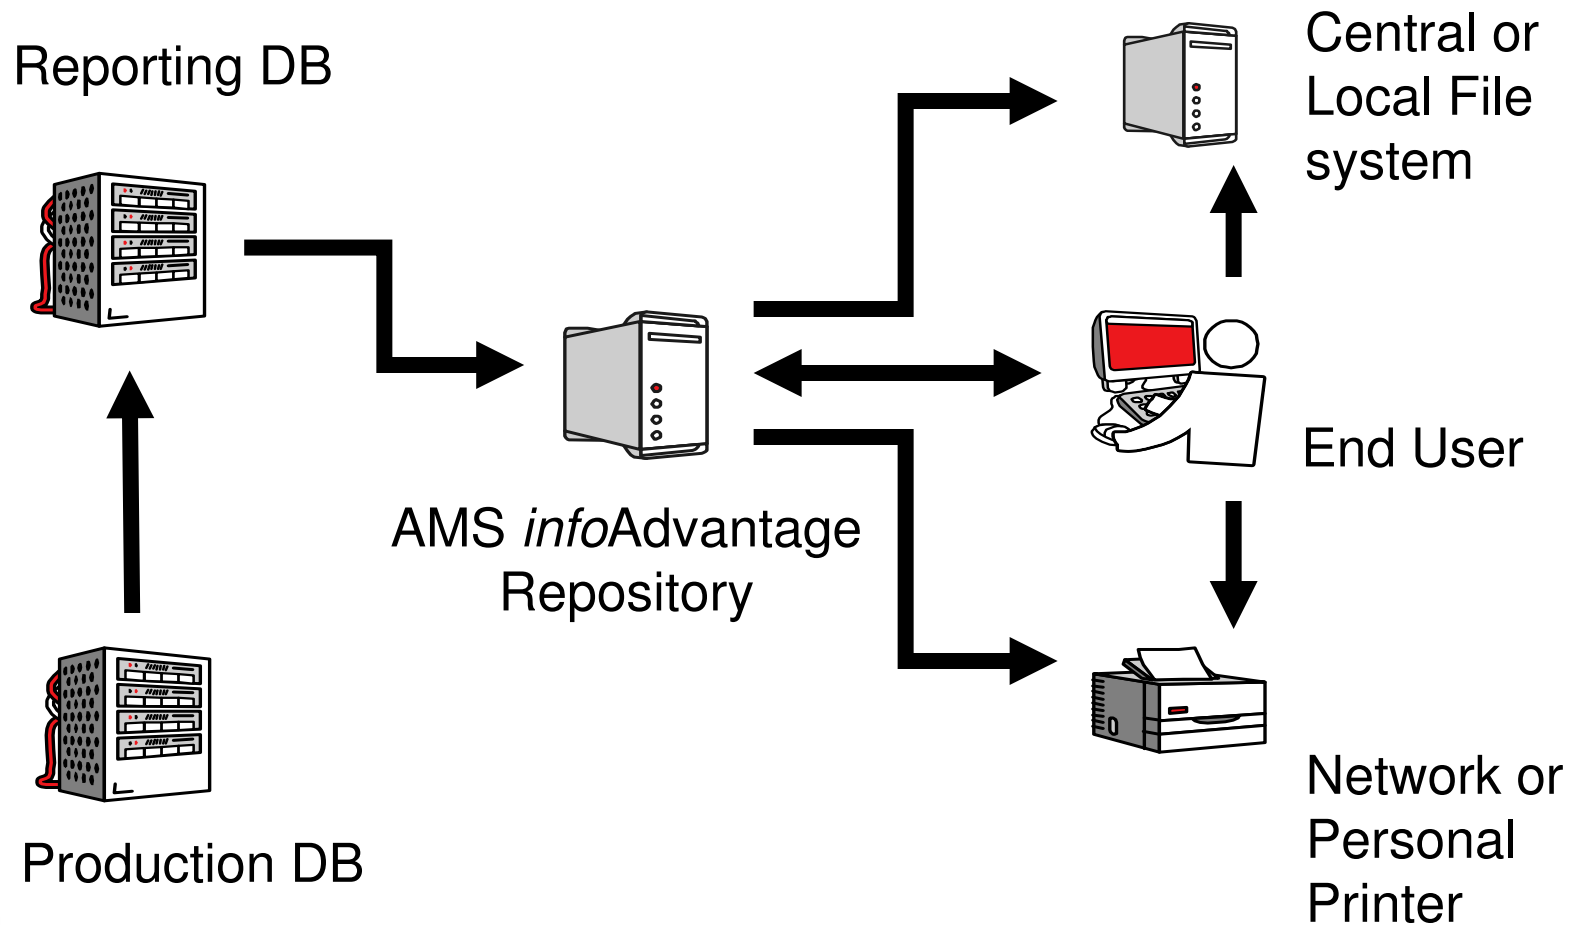 Reporting DB
Central or
Local File
system
End User
AMS infoAdvantage
Repository
Production DB
Network or
Personal
Printer